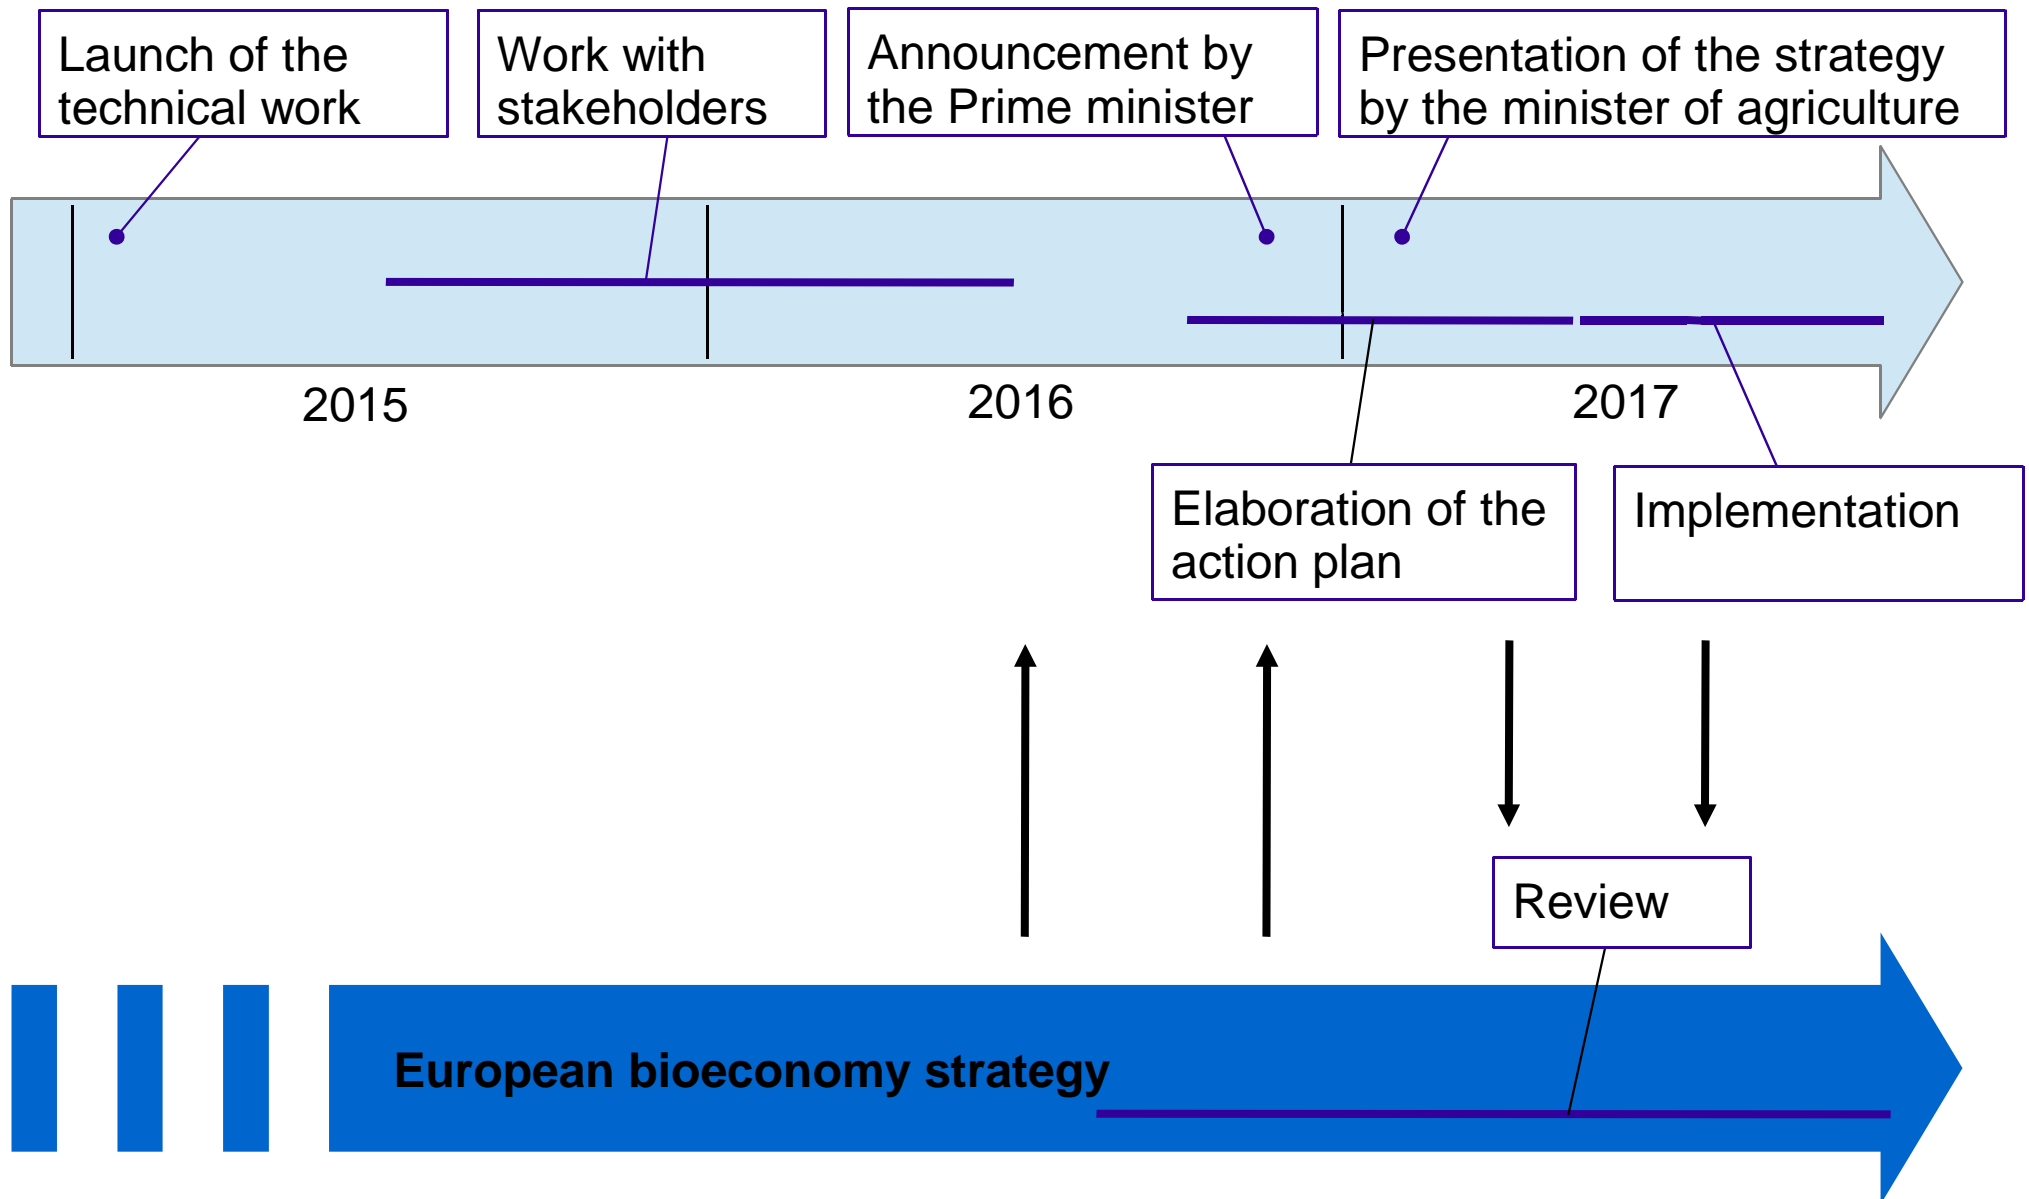 Launch of the
technical work
Work with
stakeholders
Announcement by
the Prime minister
Presentation of the strategy
by the minister of agriculture
2015
2016
2017
Elaboration of the
action plan
Implementation
Review
European bioeconomy strategy